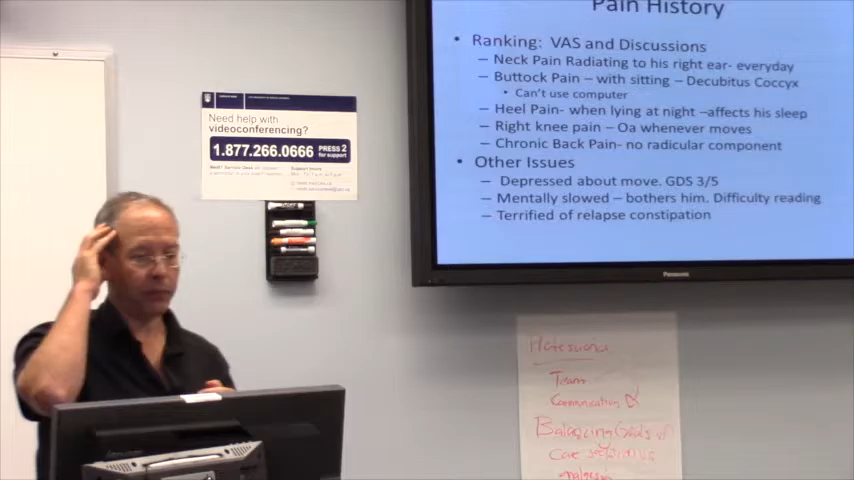 Pain History
• Ranking: VAS and Discussions
– Neck Pain Radiating to his right ear- everyday
– Buttock Pain – with sitting – Decubitus Coccyx
• Can't use computer
– Heel Pain- when lying at night –affects his sleep
– Right knee pain – Oa whenever moves
– Chronic Back Pain- no radicular component
• Other Issues
– Depressed about move. GDS 3/5
– Mentally slowed – bothers him. Difficulty reading
– Terrified of relapse constipation
Panasonic
Need help with
videoconferencing?
1.877.266.0666 PRESS 2
for support
Team
Communication
Balancing Goals of
Care